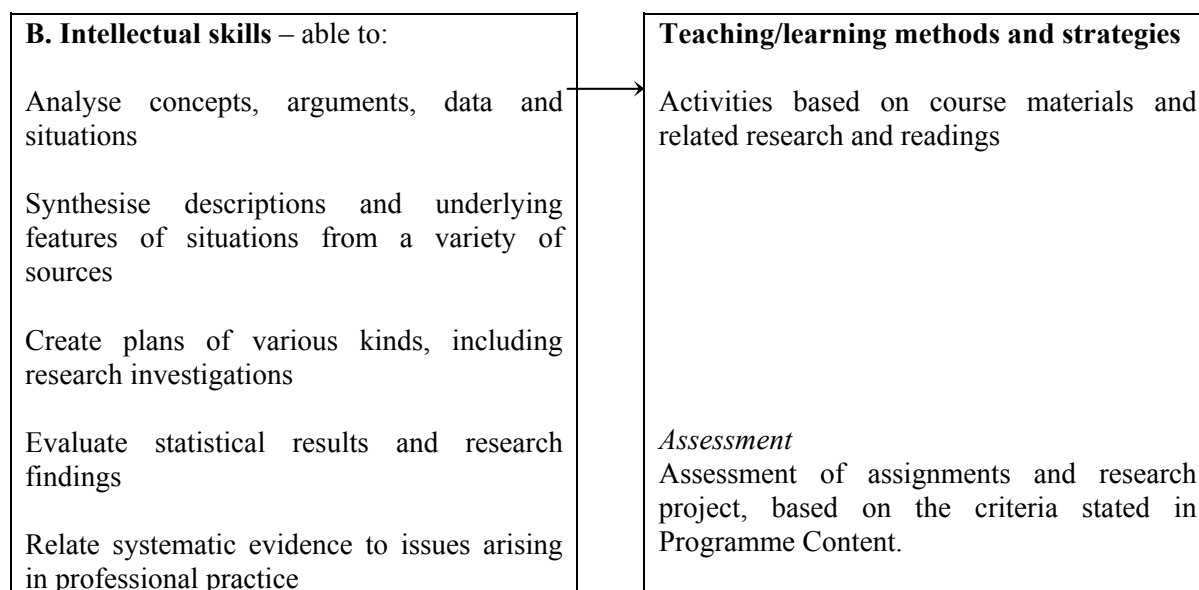 B. Intellectual skills – able to:
Analyse concepts, arguments, data and
situations
Synthesise descriptions and underlying
features of situations from a variety of
sources
Create plans of various kinds, including
research investigations
Evaluate statistical results and research
findings
Relate systematic evidence to issues arising
in professional practice
Teaching/learning methods and strategies
Activities based on course materials and
related research and readings
Assessment
Assessment of assignments and research
project, based on the criteria stated in
Programme Content.